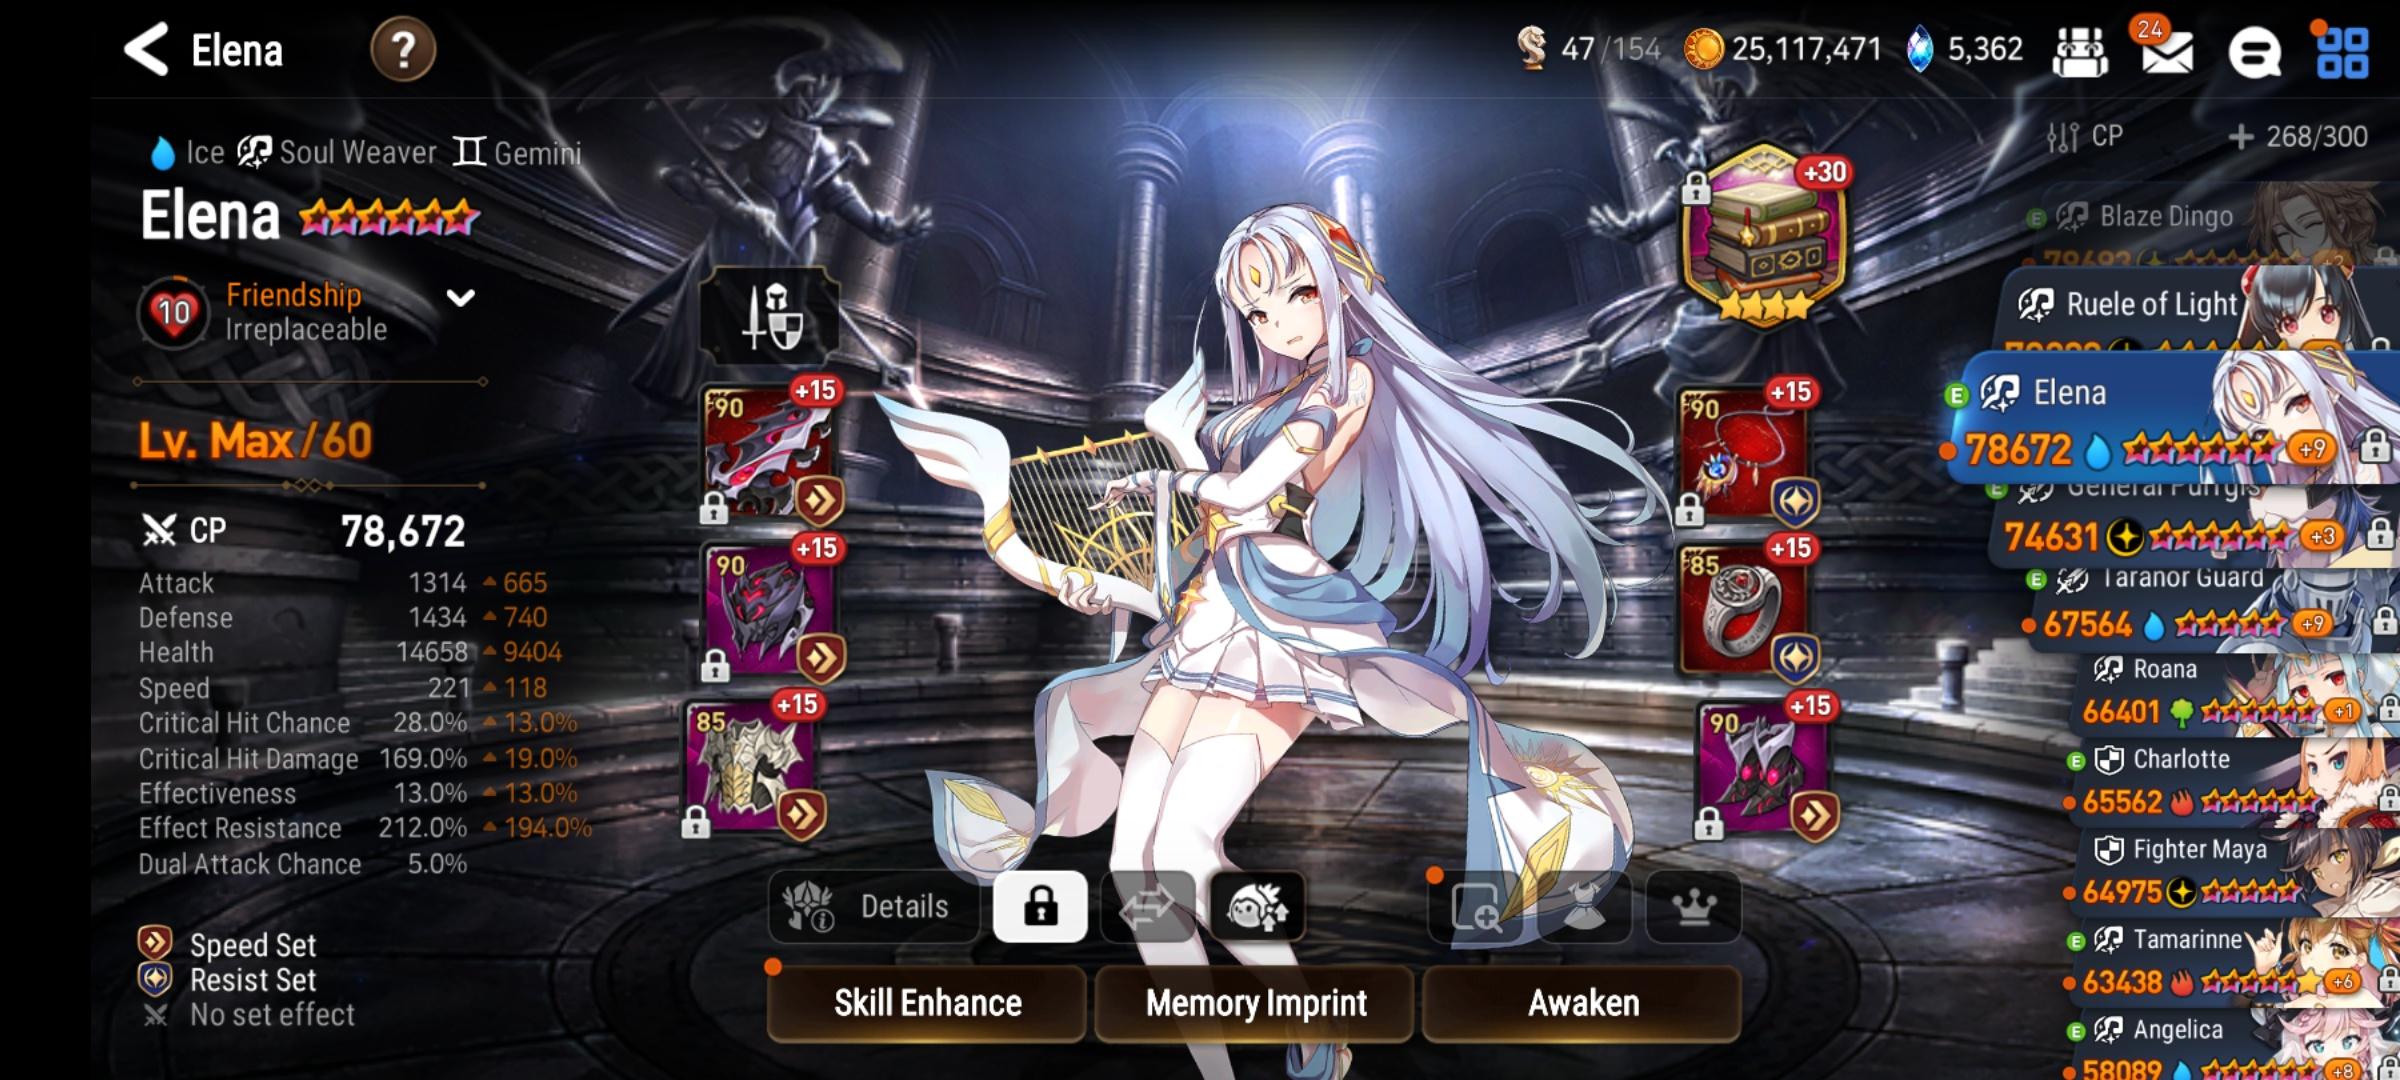 Elena
?
47/154
25,117,471
5,362
24
Ice Soul Weaver Gemini
Elena
10
Friendship
Irreplaceable
Lv. Max/60
CP 78,672
Attack 1314 665
Defense 1434 740
Health 14658 9404
Speed 221 118
Critical Hit Chance 28.0% 13.0%
Critical Hit Damage 169.0% 19.0%
Effectiveness 13.0% 13.0%
Effect Resistance 212.0% 194.0%
Dual Attack Chance 5.0%
Speed Set
Resist Set
No set effect
90 +15
90 +15
85 +15
+30
90 +15
85 +15
90 +15
Details
Skill Enhance
Memory Imprint
Awaken
CP
268/300
E Blaze Dingo
Ruele of Light
E Elena
78672 +9
E General Purrgis
74631 +3
E Taranor Guard
67564 +9
Roana
66401 +1
E Charlotte
65562
Fighter Maya
64975
E Tamarinne
63438 +6
E Angelica
58089 +8